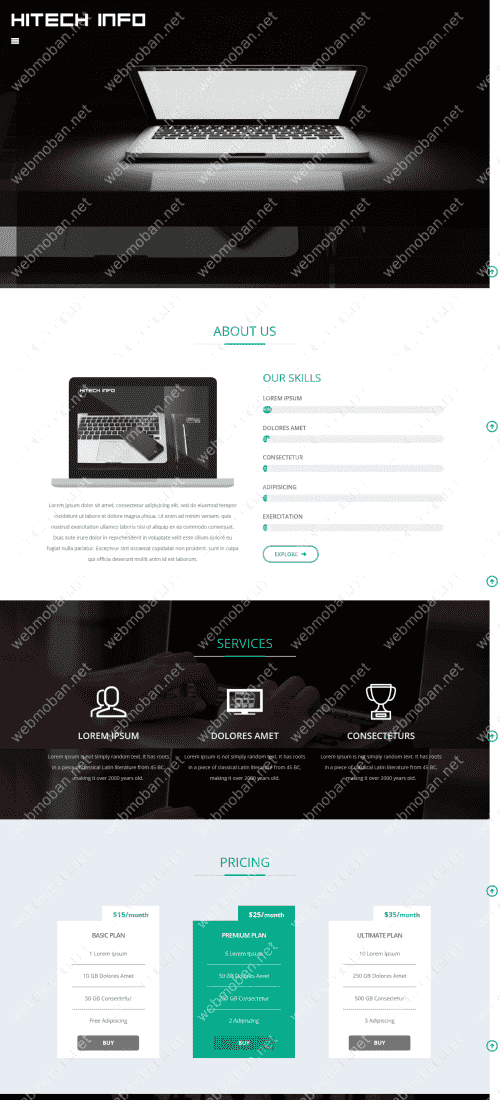 HITECH INFO
webmoban.net
ABOUT US
HITECH INFO
Lorem ipsum dolor sit amet, consectetur adipisicing elit, sed do eiusmod tempor
incididunt ut labore et dolore magna aliqua. Ut enim ad minim veniam, quis
nostrud exercitation ullamco laboris nisi ut aliquip ex ea commodo consequat.
Duis aute irure dolor in reprehenderit in voluptate velit esse cillum dolore eu
fugiat nulla pariatur. Excepteur sint occaecat cupidatat non proident. Sunt in culpa
qui officia deserunt mollit anim id est laborum.
OUR SKILLS
LOREM IPSUM
DOLORES AMET
CONSECTETUR
ADIPISICING
EXERCITATION
EXPLORE
SERVICES
LOREM IPSUM
Lorem Ipsum is not simply random text. It has roots
in a piece of classical Latin literature from 45 BC,
making it over 2000 years old.
DOLORES AMET
Lorem Ipsum is not simply random text. It has roots
in a piece of classical Latin literature from 45 BC,
making it over 2000 years old.
CONSECTETURS
Lorem Ipsum is not simply random text. It has roots
in a piece of classical Latin literature from 45 BC,
making it over 2000 years old.
PRICING
$15/month
BASIC PLAN
1 Lorem Ipsum
10 GB Dolores Amet
50 GB Consectetur
Free Adipiscing
BUY
$25/month
PREMIUM PLAN
5 Lorem Ipsum
50 GB Dolores Amet
GB Consectetur
2 Adipiscing
BUY
$35/month
ULTIMATE PLAN
10 Lorem Ipsum
250 GB Dolores Amet
500 GB Consectetur
3 Adipiscing
BUY